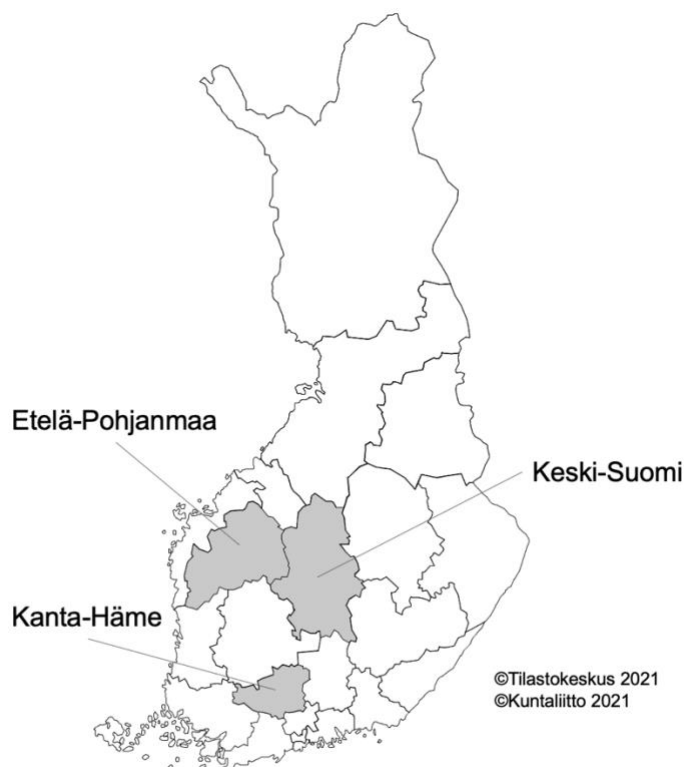 Etelä-Pohjanmaa
Keski-Suomi
Kanta-Häme
©Tilastokeskus 2021
©Kuntaliitto 2021